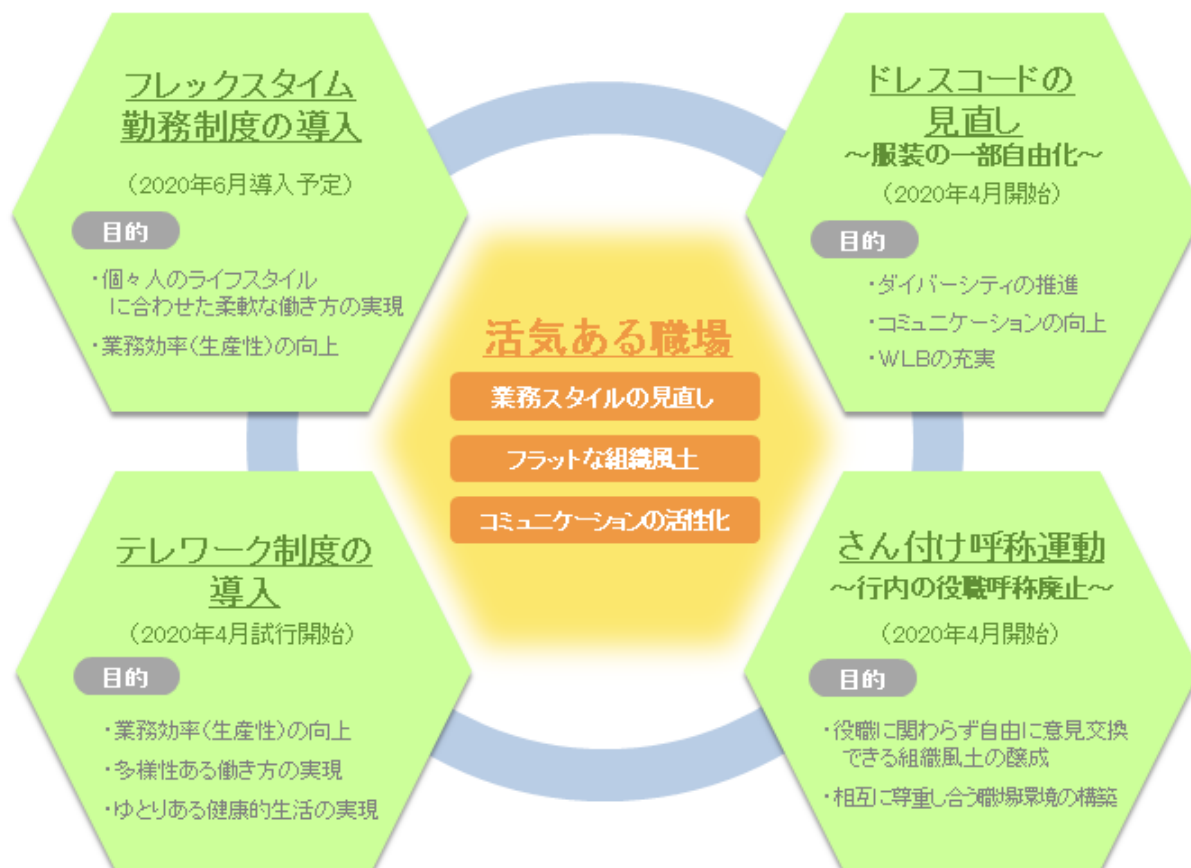 フレックスタイム
勤務制度の導入
（2020年6月導入予定）
目的
・個々人のライフスタイル
に合わせた柔軟な働き方の実現
・業務効率（生産性）の向上
ドレスコードの
見直し
～服装の一部自由化～
（2020年4月開始）
目的
・ダイバーシティの推進
・コミュニケーションの向上
・WLBの充実
活気ある職場
業務スタイルの見直し
フラットな組織風土
コミュニケーションの活性化
テレワーク制度の
導入
（2020年4月試行開始）
目的
・業務効率（生産性）の向上
・多様性ある働き方の実現
・ゆとりある健康的生活の実現
さん付け呼称運動
～行内の役職呼称廃止～
（2020年4月開始）
目的
・役職に関わらず自由に意見交換
できる組織風土の醸成
・相互に尊重し合う職場環境の構築